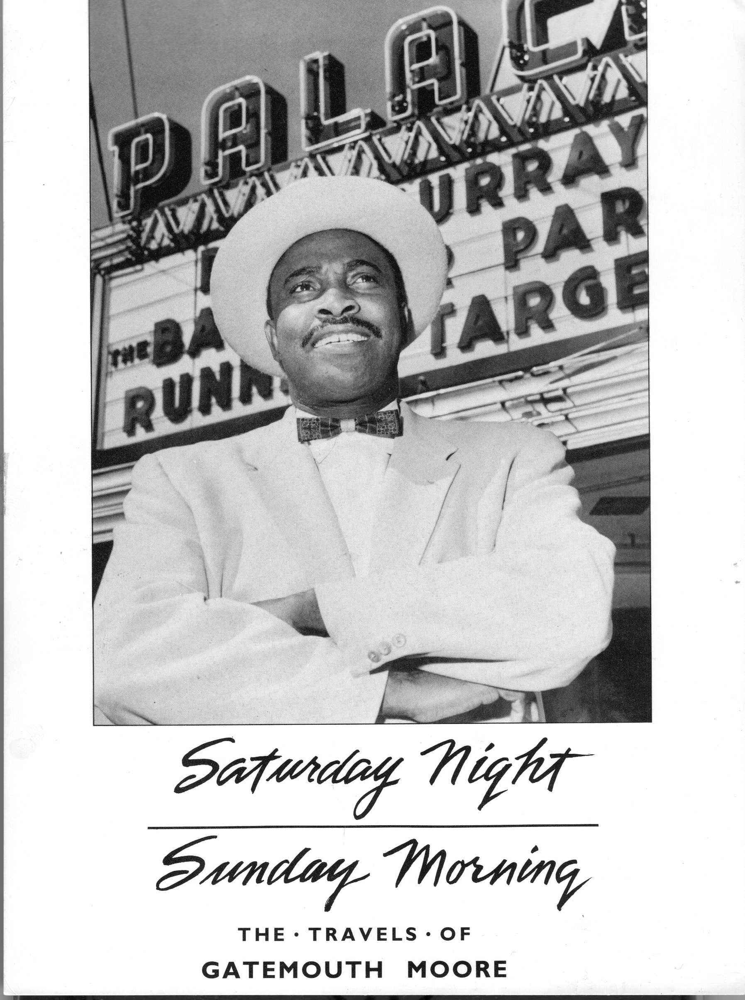 PALAC
URRAY
PAR
THE BA
TARGE
RUNN
Saturday Night
Sunday Morning
THE · TRAVELS · OF
GATEMOUTH MOORE